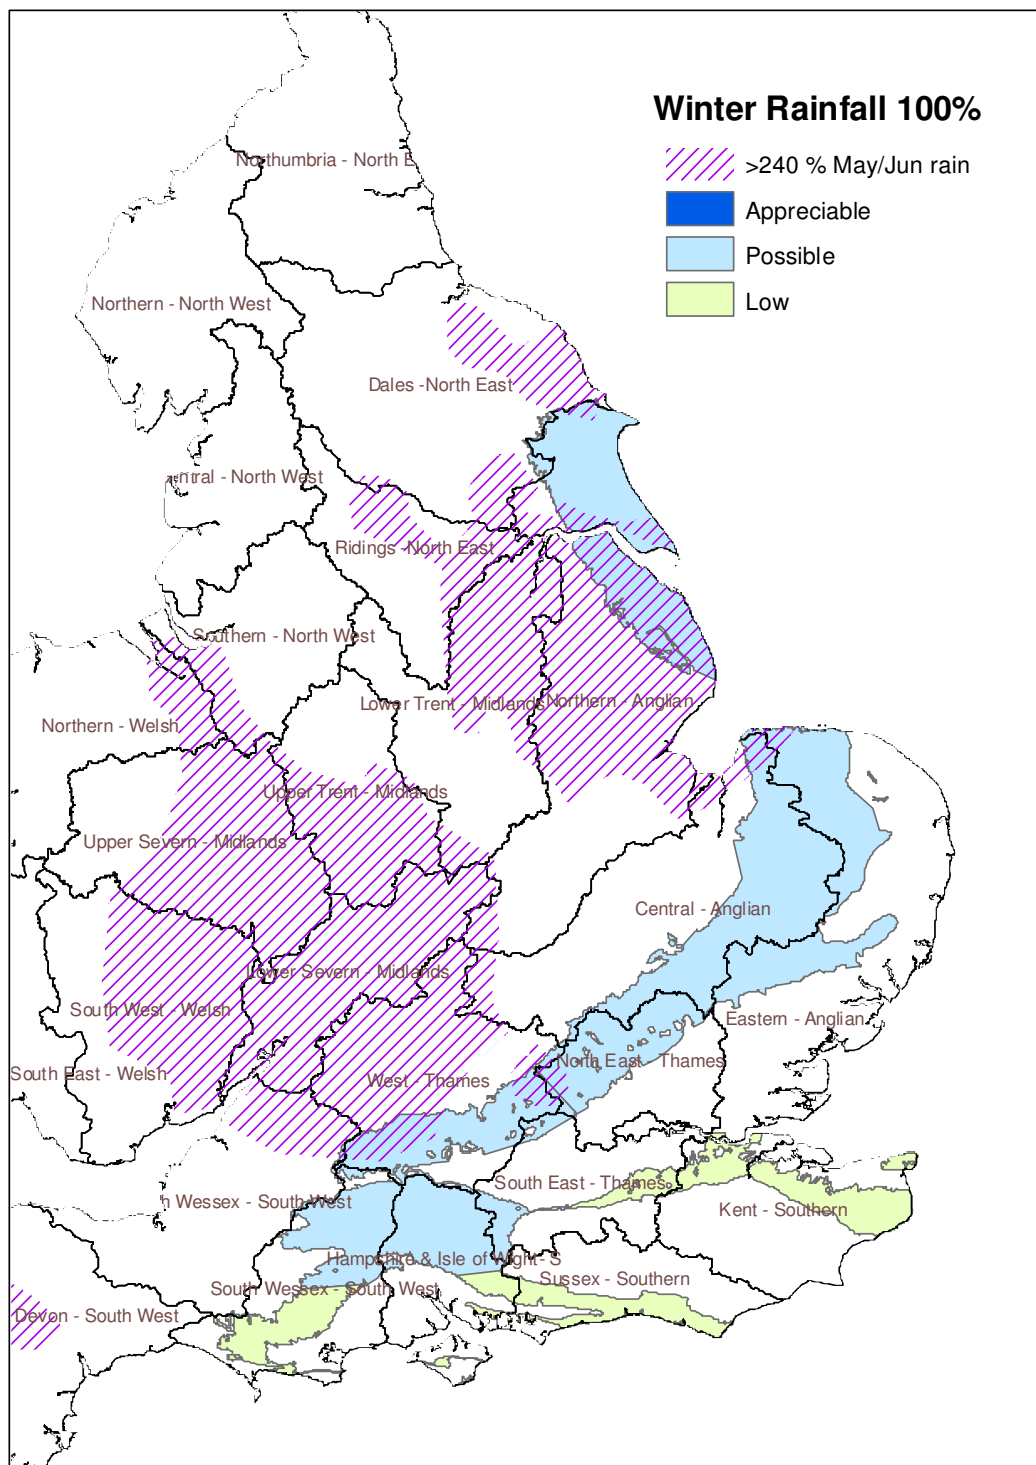 Winter Rainfall 100%
>240 % May/Jun rain
Appreciable
Possible
Low
Northumbria - North E
Northern - North West
Dales -North East
ntral - North West
Ridings -North East
Southern - North West
Lower Trent - Midlands
Northern - Anglian
Northern - Welsh
Upper Trent - Midlands
Upper Severn - Midlands
Central - Anglian
Lower Severn - Midlands
South West - Welsh
Eastern - Anglian
North East - Thames
South East - Welsh
West - Thames
South East - Thames
h Wessex - South West
Kent - Southern
Hampshire & Isle of Wight - S
Sussex - Southern
South Wessex - South West
Devon - South West